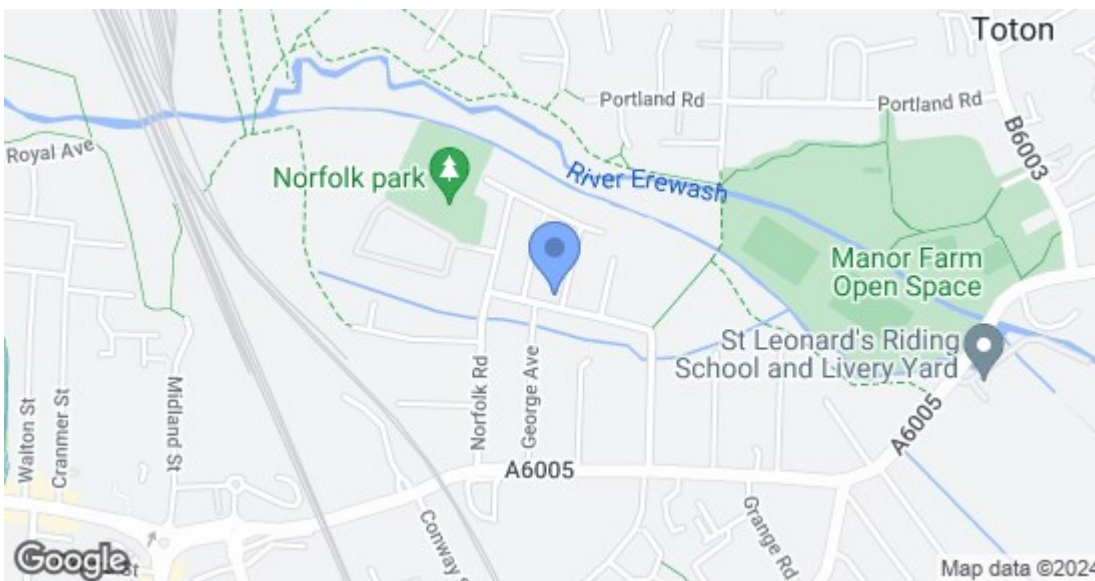 Toton
Portland Rd
Portland Rd
B6003
Royal Ave
Norfolk park
River Erewash
Manor Farm
Open Space
St Leonard's Riding
School and Livery Yard
Norfolk Rd
George Ave
Midland St
Walton St
Cranmer St
A6005
A6005
Grange Rd
Conway
St
Google
Map data ©2024